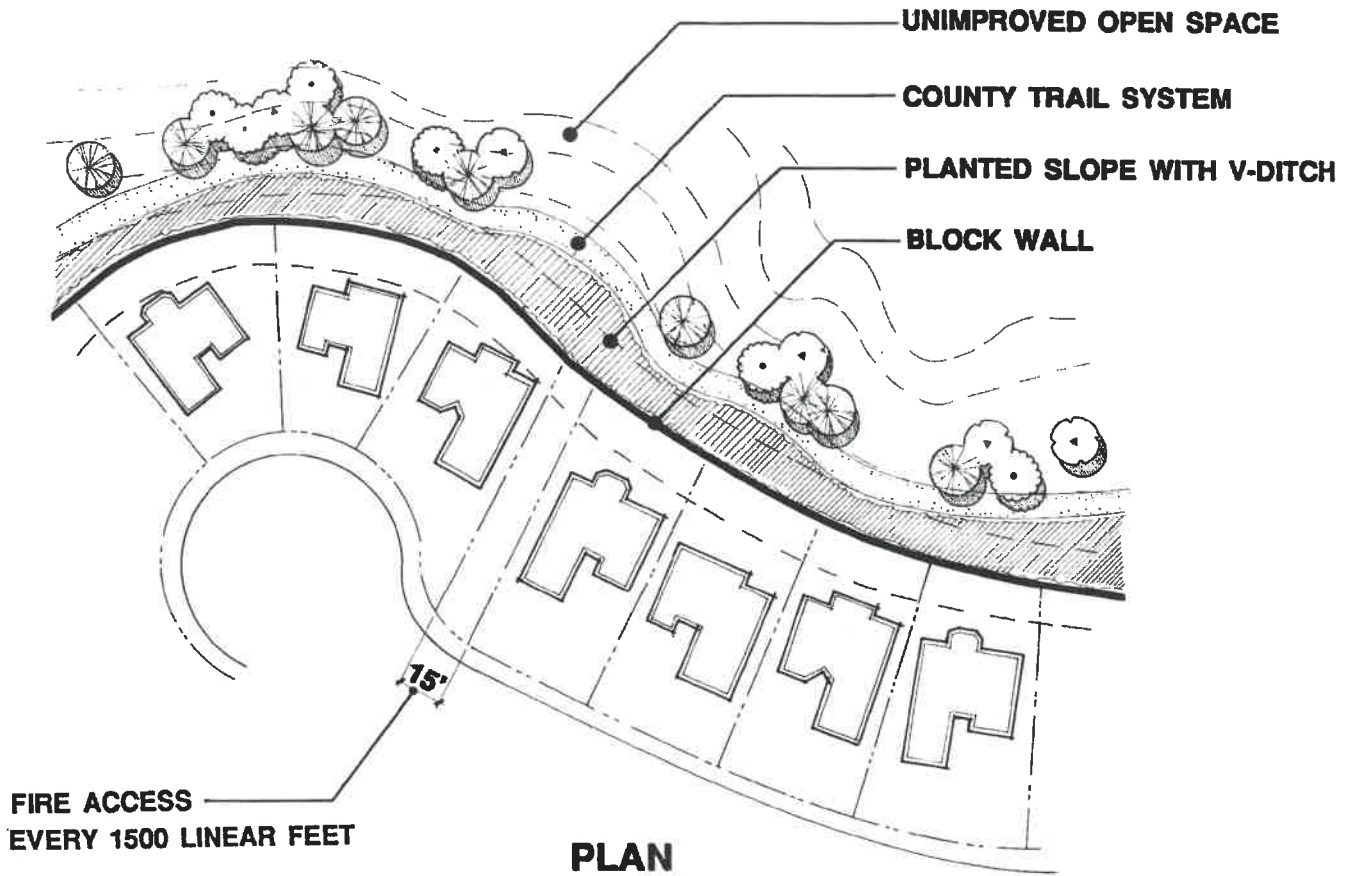 UNIMPROVED OPEN SPACE
COUNTY TRAIL SYSTEM
PLANTED SLOPE WITH V-DITCH
BLOCK WALL
15'
FIRE ACCESS
EVERY 1500 LINEAR FEET
PLAN